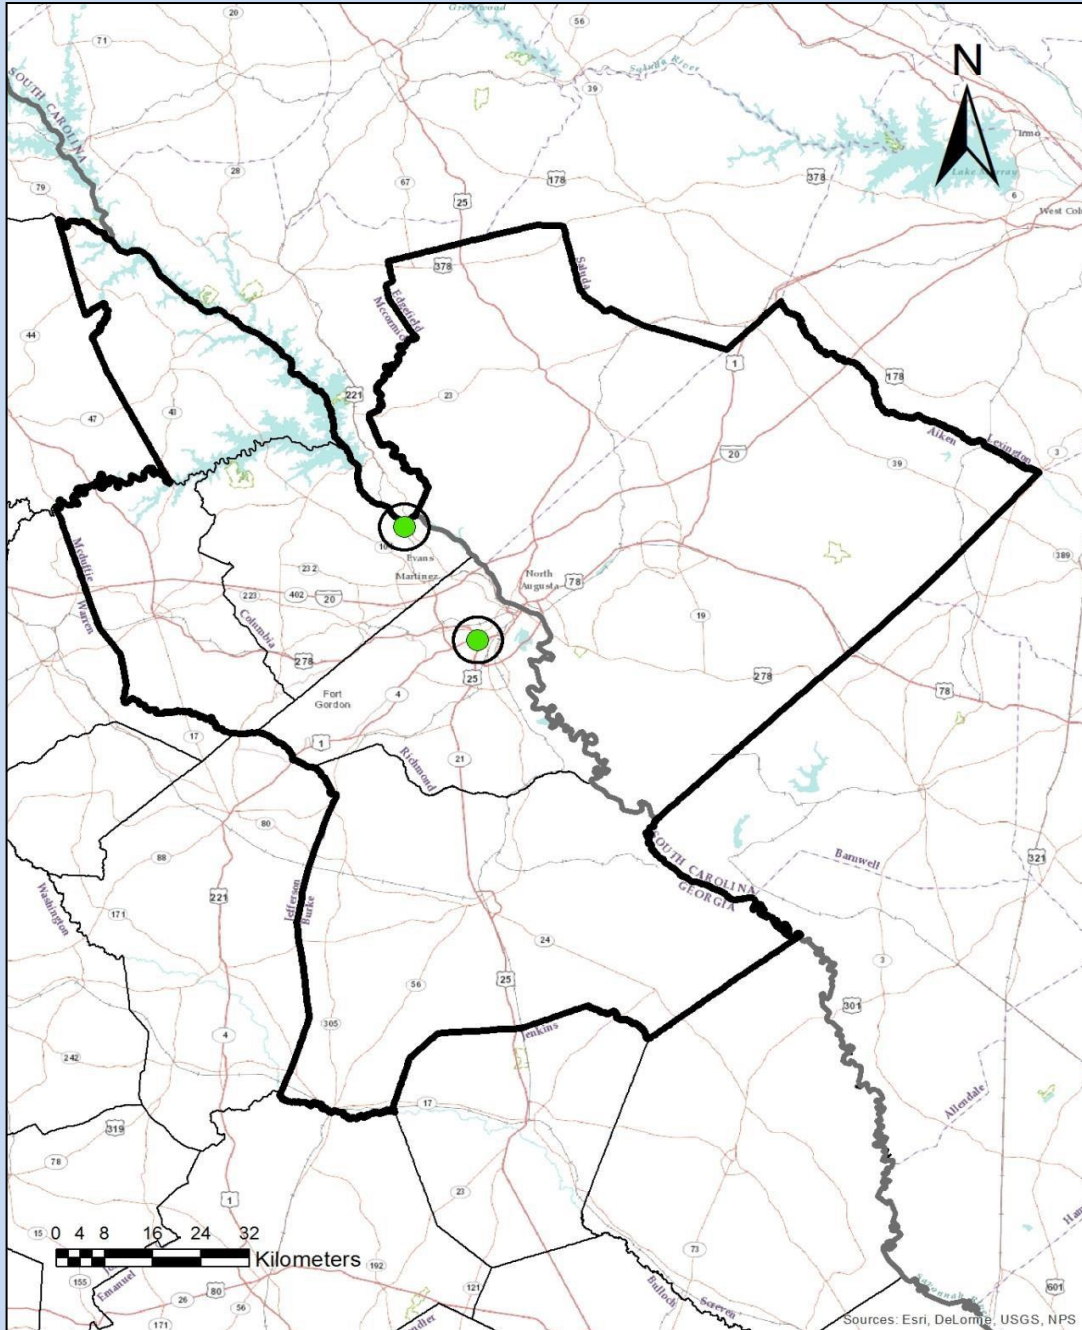 20
56
Greenwood
71
SOUTH CAROLINA
Saluda River
39
N
Irmo
Lake Murray
28
67
178
378
79
25
6
West Colu
378
Saluda
Edgefield
Mccormick
44
1
178
221
23
47
43
Aiken
Lexington
3
20
39
Evans
Martinez
389
Mcduffie
Warren
232
North
Augusta
78
223
402
20
19
Columbia
278
25
278
78
Fort
Gordon
4
17
1
21
Richmond
80
88
SOUTH CAROLINA
GEORGIA
Barnwell
321
221
Jefferson
Burke
Washington
171
24
3
56
25
301
305
Jenkins
4
242
17
Allendale
319
78
23
1
0 4 8 16 24 32
Kilometers
15
73
192
155
Emanuel
80
26
56
121
Bulloch
Screven
Savannah River
601
171
Sources: Esri, DeLorme, USGS, NPS